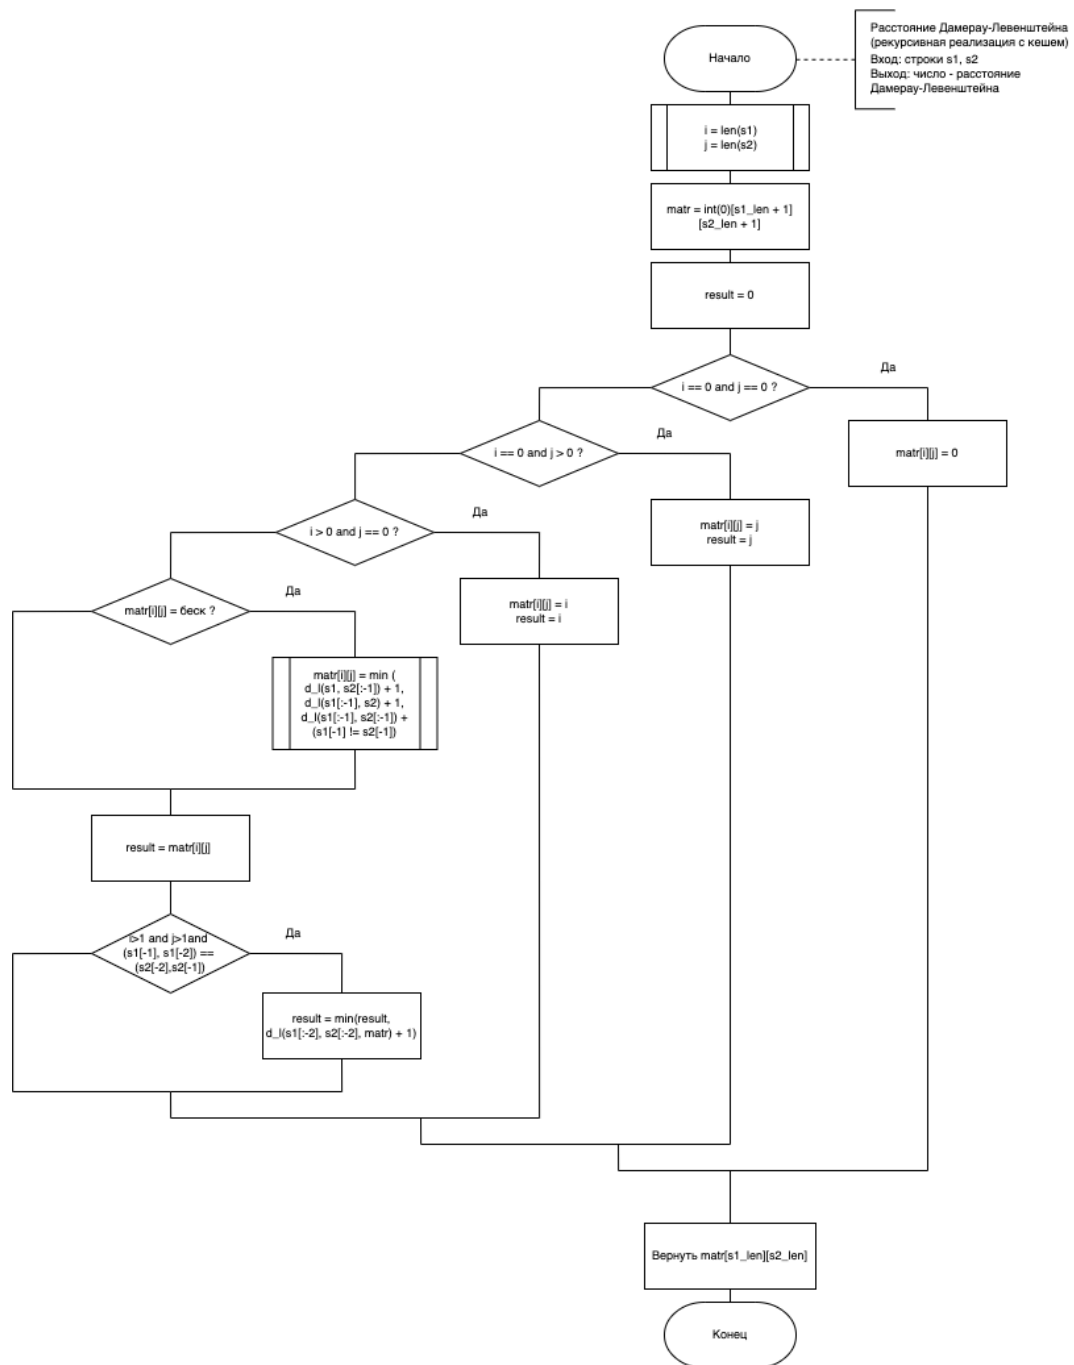 Начало
Расстояние Дамерау-Левенштейна
(рекурсивная реализация с кешем)
Вход: строки s1, s2
Выход: число - расстояние
Дамерау-Левенштейна
i = len(s1)
j = len(s2)
matr = int(0)[s1_len + 1]
[s2_len + 1]
result = 0
i == 0 and j == 0 ?
Да
matr[i][j] = 0
i == 0 and j > 0 ?
Да
matr[i][j] = j
result = j
i > 0 and j == 0 ?
Да
matr[i][j] = i
result = i
matr[i][j] = беск ?
Да
matr[i][j] = min (
d_l(s1, s2[:-1]) + 1,
d_l(s1[:-1], s2) + 1,
d_l(s1[:-1], s2[:-1]) +
(s1[-1] != s2[-1])
result = matr[i][j]
i>1 and j>1and
(s1[-1], s1[-2]) ==
(s2[-2],s2[-1])
Да
result = min(result,
d_l(s1[:-2], s2[:-2], matr) + 1)
Вернуть matr[s1_len][s2_len]
Конец